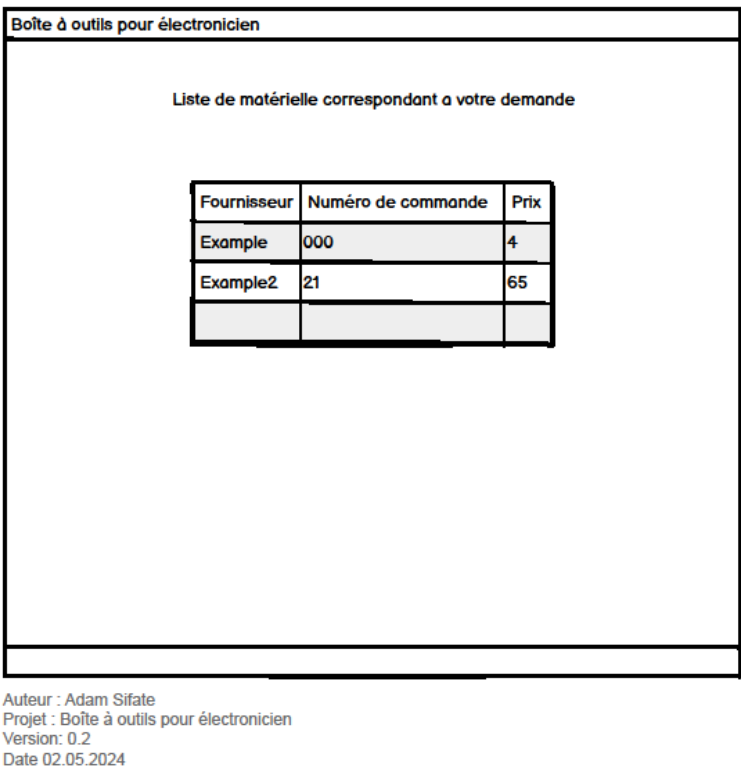 Boîte à outils pour électronicien
Liste de matérielle correspondant a votre demande
Fournisseur Numéro de commande Prix
Example 000 4
Example2 21 65
Auteur : Adam Sifate
Projet : Boîte à outils pour électronicien
Version: 0.2
Date 02.05.2024